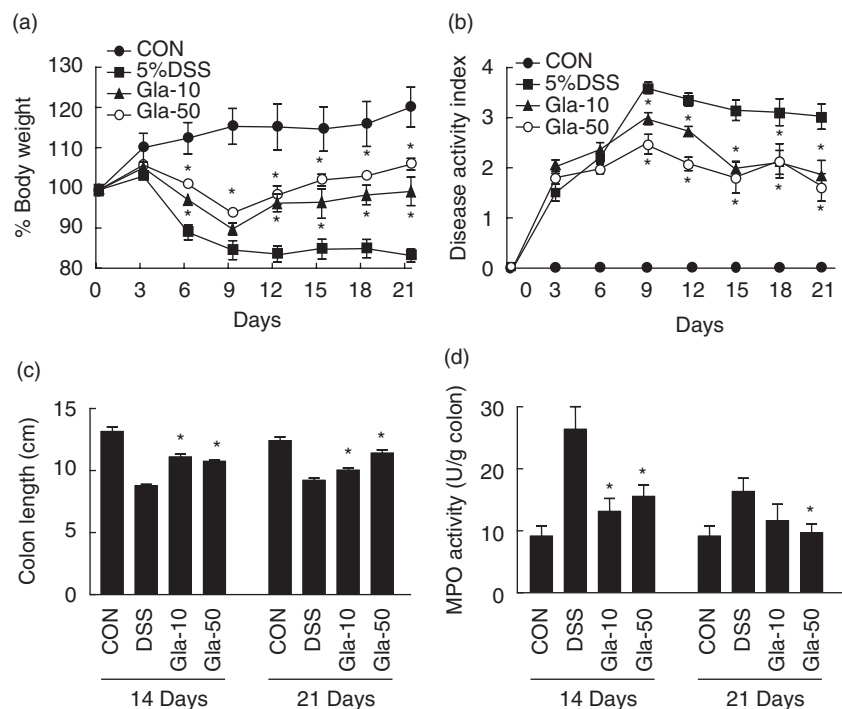 (a)
CON
5%DSS
Gla-10
Gla-50
% Body weight
130
120
110
100
90
80
* * * * * *
* * * * *
0 3 6 9 12 15 18 21
Days
(b)
CON
5%DSS
Gla-10
Gla-50
Disease activity index
4
3
2
1
0
* * * * *
* * * * *
0 3 6 9 12 15 18 21
Days
(c)
Colon length (cm)
15
10
5
0
* * * *
CON DSS Gla-10 Gla-50 CON DSS Gla-10 Gla-50
14 Days 21 Days
(d)
MPO activity (U/g colon)
30
20
10
0
* * *
CON DSS Gla-10 Gla-50 CON DSS Gla-10 Gla-50
14 Days 21 Days